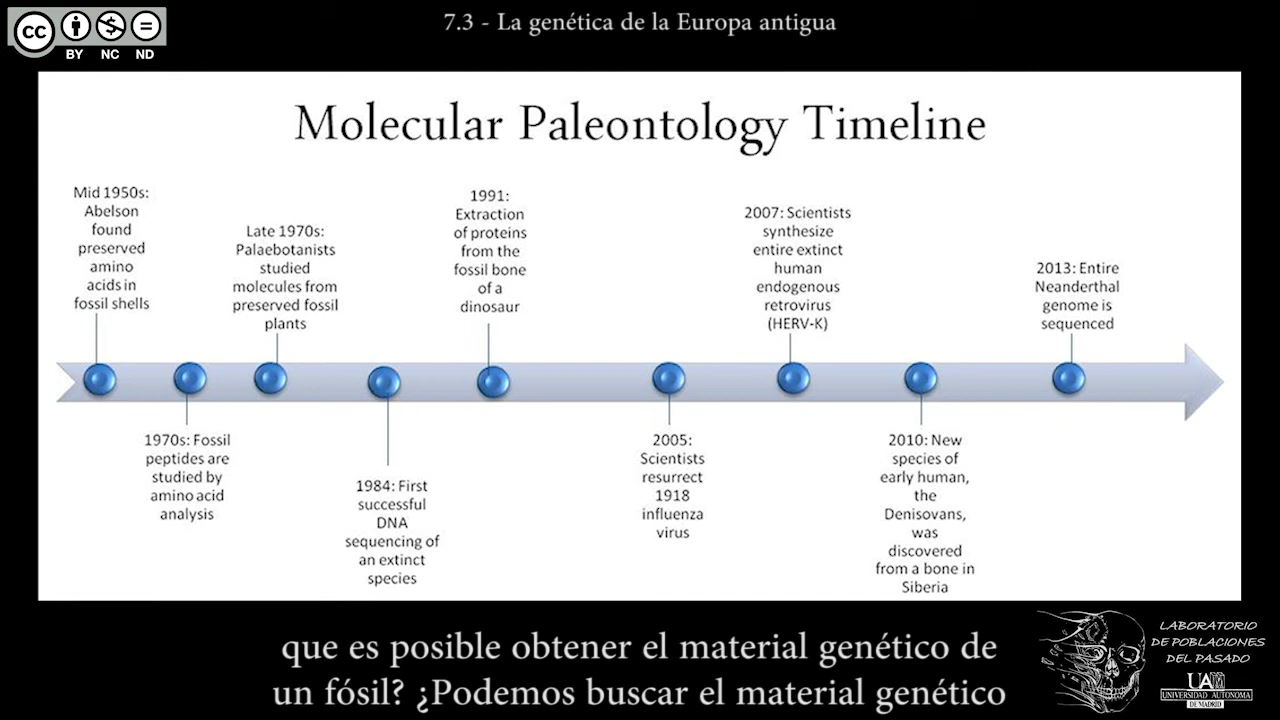 7.3 - La genética de la Europa antigua
CC
BY NC ND
Molecular Paleontology Timeline
Mid 1950s:
Abelson
found
preserved
amino
acids in
fossil shells
Late 1970s:
Palaebotanists
studied
molecules from
preserved fossil
plants
1991:
Extraction
of proteins
from the
fossil bone
of a
dinosaur
2007: Scientists
synthesize
entire extinct
human
endogenous
retrovirus
(HERV-K)
2013: Entire
Neanderthal
genome is
sequenced
1970s: Fossil
peptides are
studied by
amino acid
analysis
1984: First
successful
DNA
sequencing of
an extinct
species
2005:
Scientists
resurrect
1918
influenza
virus
2010: New
species of
early human,
the
Denisovans,
was
discovered
from a bone in
Siberia
que es posible obtener el material genético de
un fósil? ¿Podemos buscar el material genético
LABORATORIO
DE POBLACIONES
DEL PASADO
UAM
UNIVERSIDAD AUTONOMA
DE MADRID